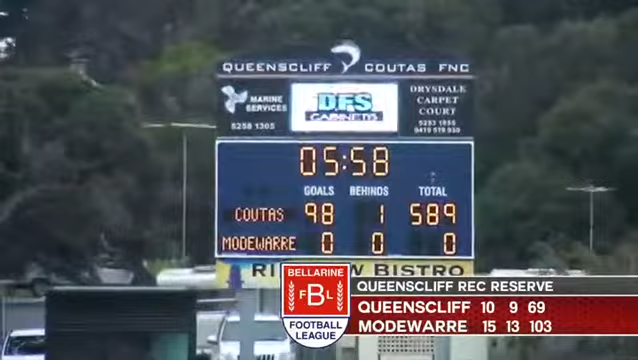 QUEENSCLIFF COUTAS FNC
MARINE
SERVICES
5258 1305
DFS
CABINETS
DRYSDALE
CARPET
COURT
05:58
GOALS BEHINDS TOTAL
COUTAS 98 1 589
MODEWARRE 0 0 0
BISTRO
BELLARINE
FBL
FOOTBALL
LEAGUE
QUEENSCLIFF REC RESERVE
QUEENSCLIFF 10 9 69
MODEWARRE 15 13 103